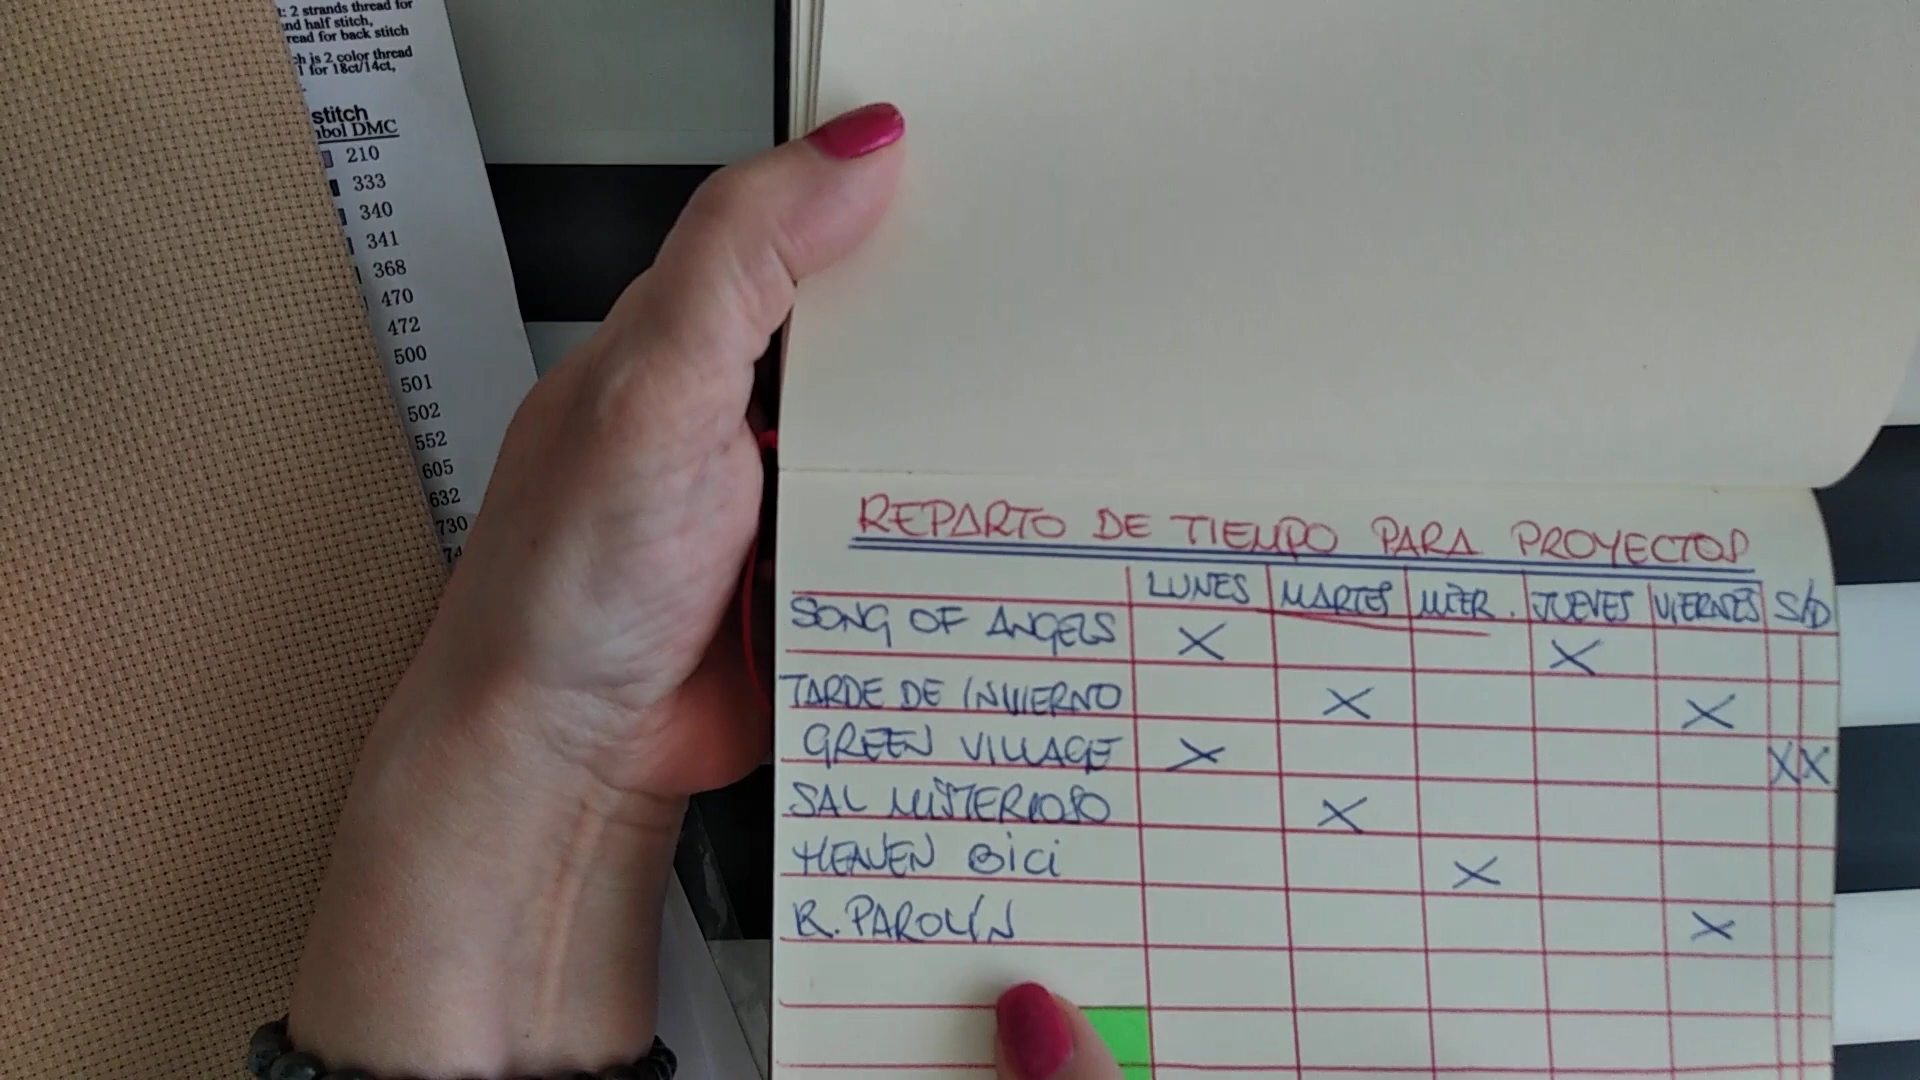 t: 2 strands thread for
nd half stitch,
read for back stitch
ch is 2 color thread
1 for 18ct/14ct,
stitch
nbol DMC
210
333
340
341
368
470
472
500
501
502
552
605
632
730
74
REPARTO DE TIEMPO PARA PROYECTOS
LUNES MARTES MIER. JUEVES VIERNES S/D
SONG OF ANGELS X X
TARDE DE INVIERNO X X
GREEN VILLAGE X X X
SAL MISTERIOSO X
HEAVEN BICI X
R. PAROLÍN X